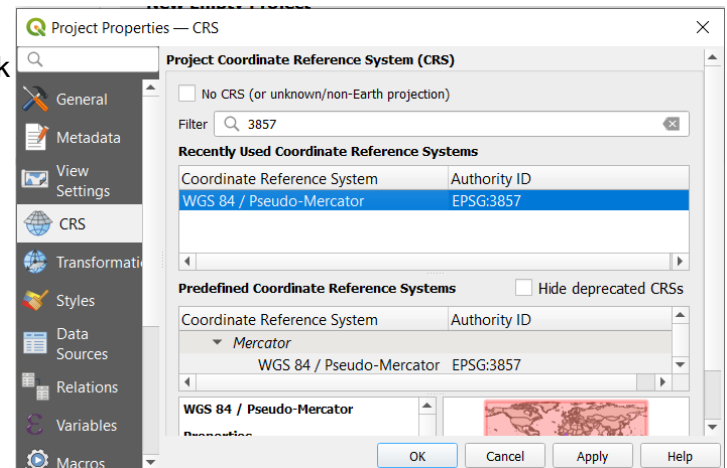 Project Properties — CRS
k
Project Coordinate Reference System (CRS)
No CRS (or unknown/non-Earth projection)
Filter 3857
Recently Used Coordinate Reference Systems
Coordinate Reference System Authority ID
WGS 84 / Pseudo-Mercator EPSG:3857
Predefined Coordinate Reference Systems Hide deprecated CRSs
Coordinate Reference System Authority ID
Mercator
WGS 84 / Pseudo-Mercator EPSG:3857
WGS 84 / Pseudo-Mercator
General
Metadata
View
Settings
CRS
Transformati
Styles
Data
Sources
Relations
Variables
Macros
OK Cancel Apply Help